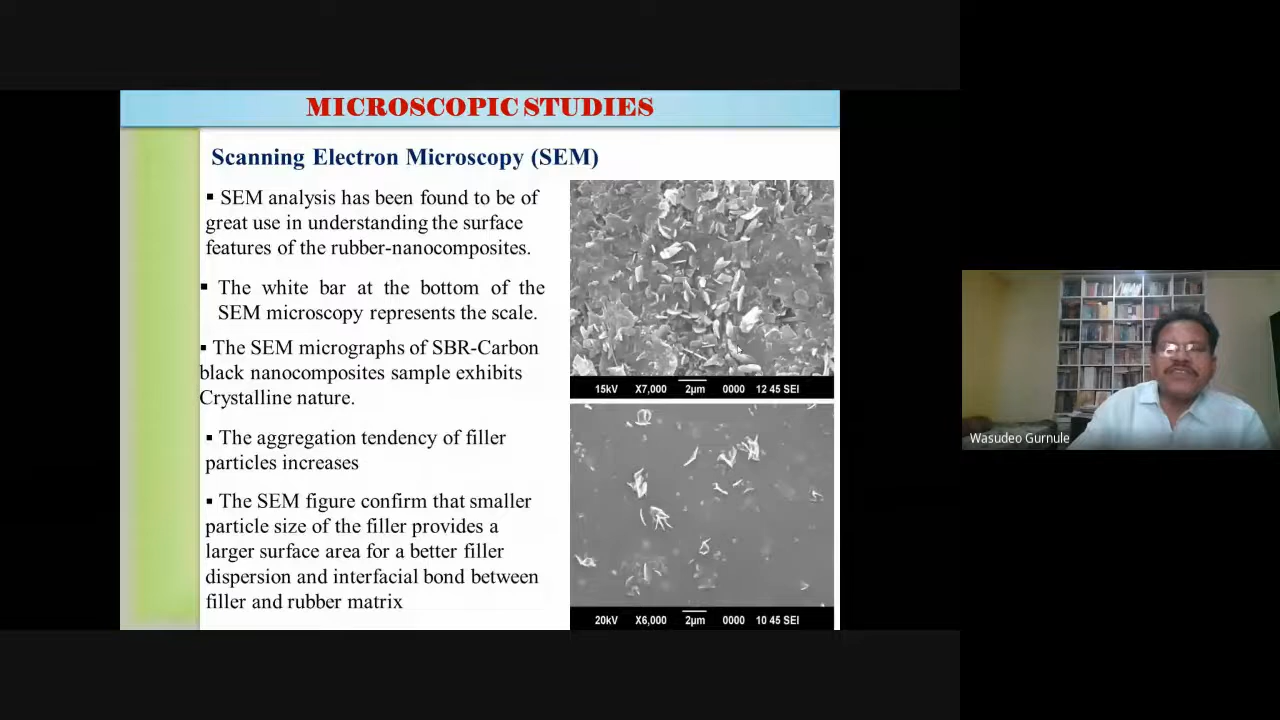 MICROSCOPIC STUDIES
Scanning Electron Microscopy (SEM)
▪ SEM analysis has been found to be of
great use in understanding the surface
features of the rubber-nanocomposites.
▪ The white bar at the bottom of the
SEM microscopy represents the scale.
▪ The SEM micrographs of SBR-Carbon
black nanocomposites sample exhibits
Crystalline nature.
▪ The aggregation tendency of filler
particles increases
▪ The SEM figure confirm that smaller
particle size of the filler provides a
larger surface area for a better filler
dispersion and interfacial bond between
filler and rubber matrix
15kV X7,000 2µm 0000 12 45 SEI
20kV X6,000 2µm 0000 10 45 SEI
Wasudeo Gurnule